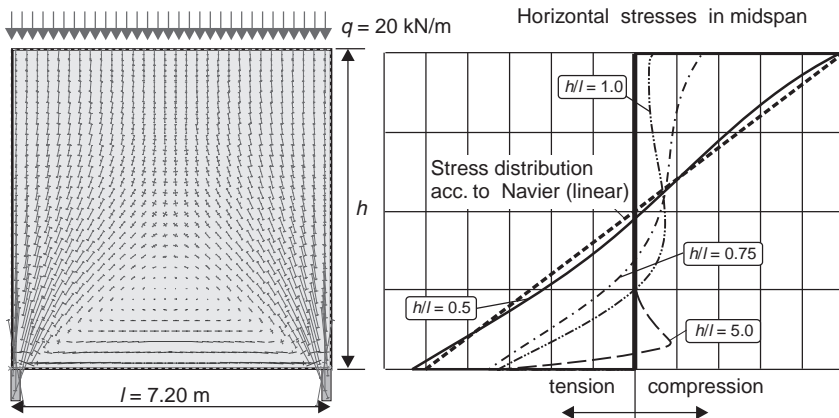 q = 20 kN/m
Horizontal stresses in midspan
h/l = 1.0
Stress distribution
acc. to Navier (linear)
h
h/l = 0.75
h/l = 0.5
h/l = 5.0
l = 7.20 m
tension
compression